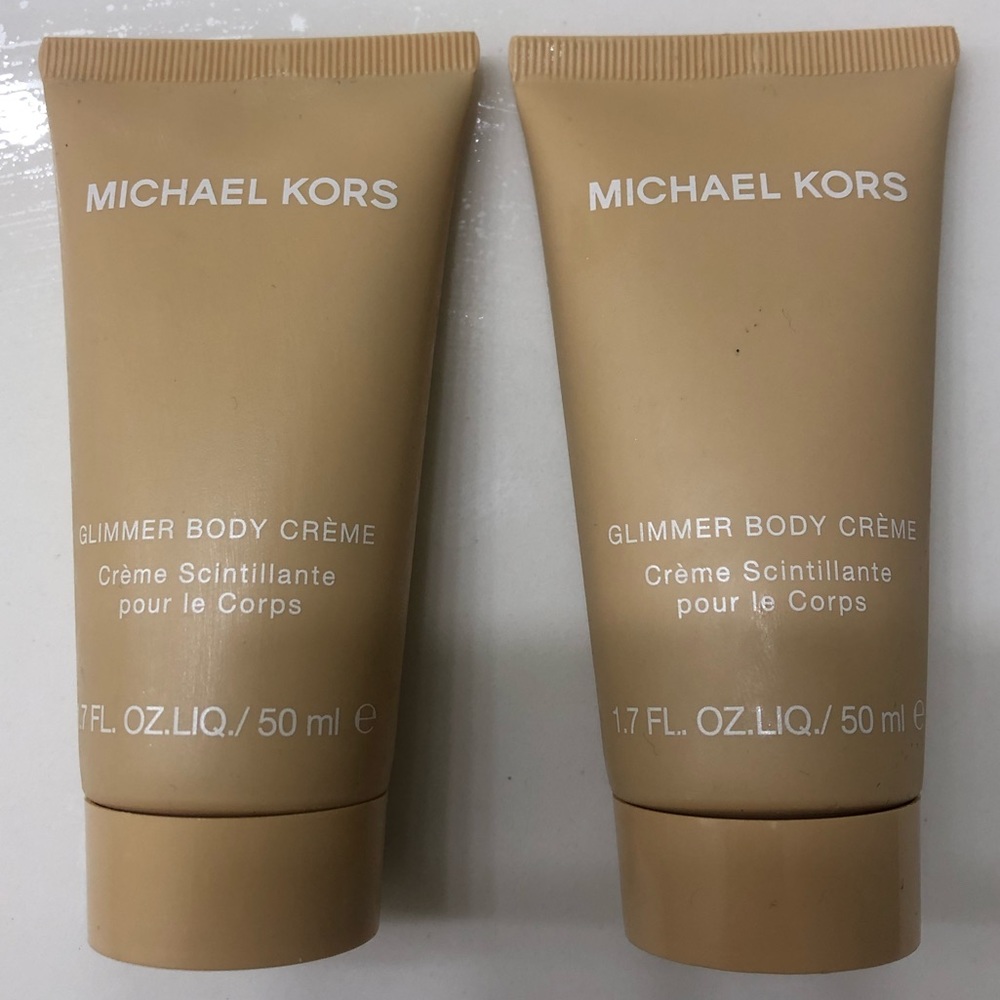 MICHAEL KORS
GLIMMER BODY CRÈME
Crème Scintillante
pour le Corps
.7 FL. OZ.LIQ./ 50 ml e
MICHAEL KORS
GLIMMER BODY CRÈME
Crème Scintillante
pour le Corps
1.7 FL.. OZ.LIQ./ 50 ml e